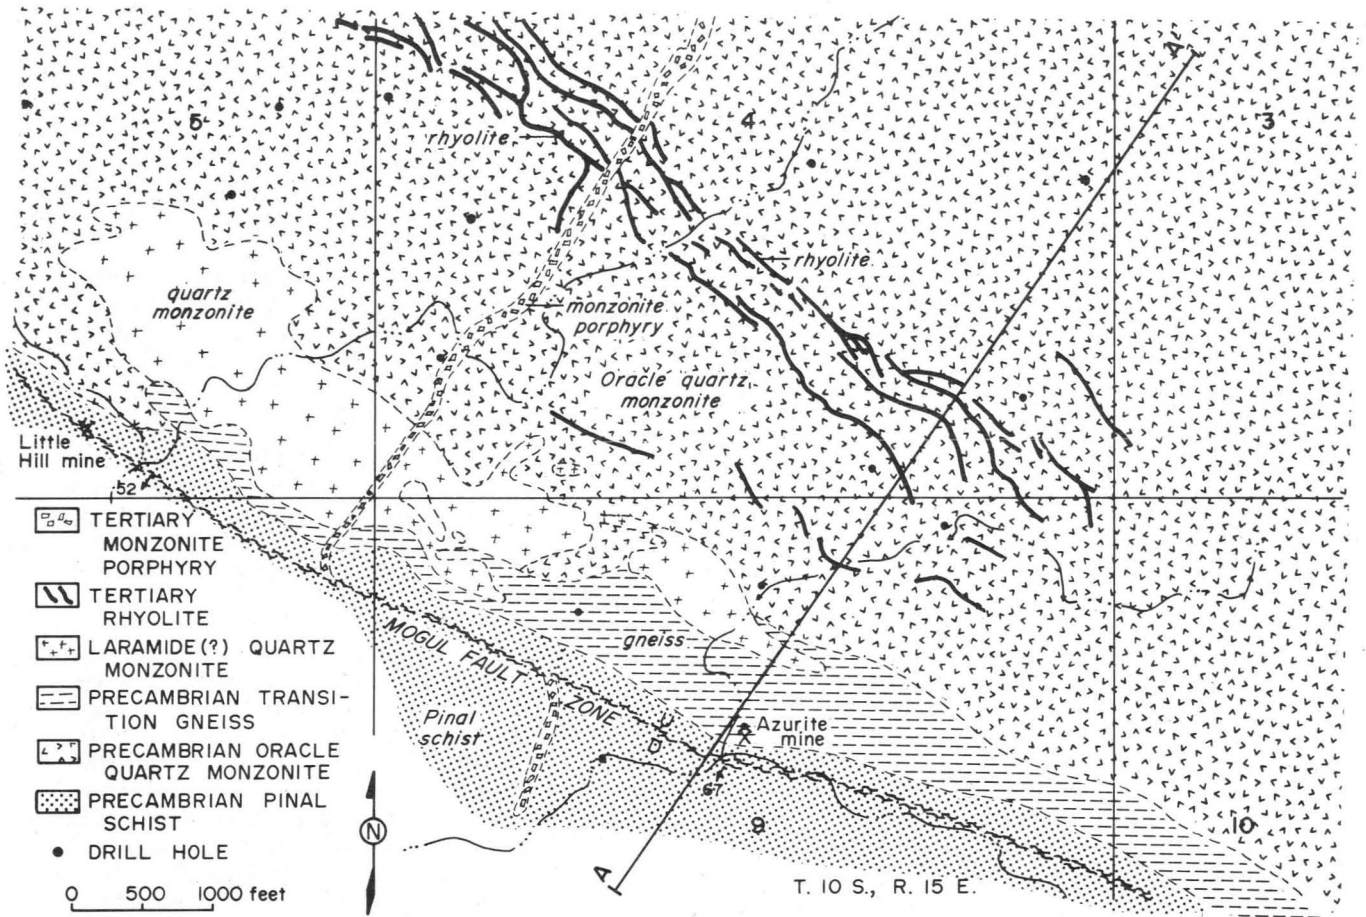 A'
5
4
3
rhyolite
rhyolite
quartz
monzonite
monzonite
porphyry
Oracle quartz
monzonite
Little
Hill mine
52
TERTIARY
MONZONITE
PORPHYRY
TERTIARY
RHYOLITE
LARAMIDE(?) QUARTZ
MONZONITE
PRECAMBRIAN TRANSI-
TION GNEISS
PRECAMBRIAN ORACLE
QUARTZ MONZONITE
PRECAMBRIAN PINAL
SCHIST
DRILL HOLE
0 500 1000 feet
N
MOGUL FAULT ZONE
gneiss
Pinal
schist
U
D
Azurite
mine
67
9
10
A
T. 10 S., R. 15 E.